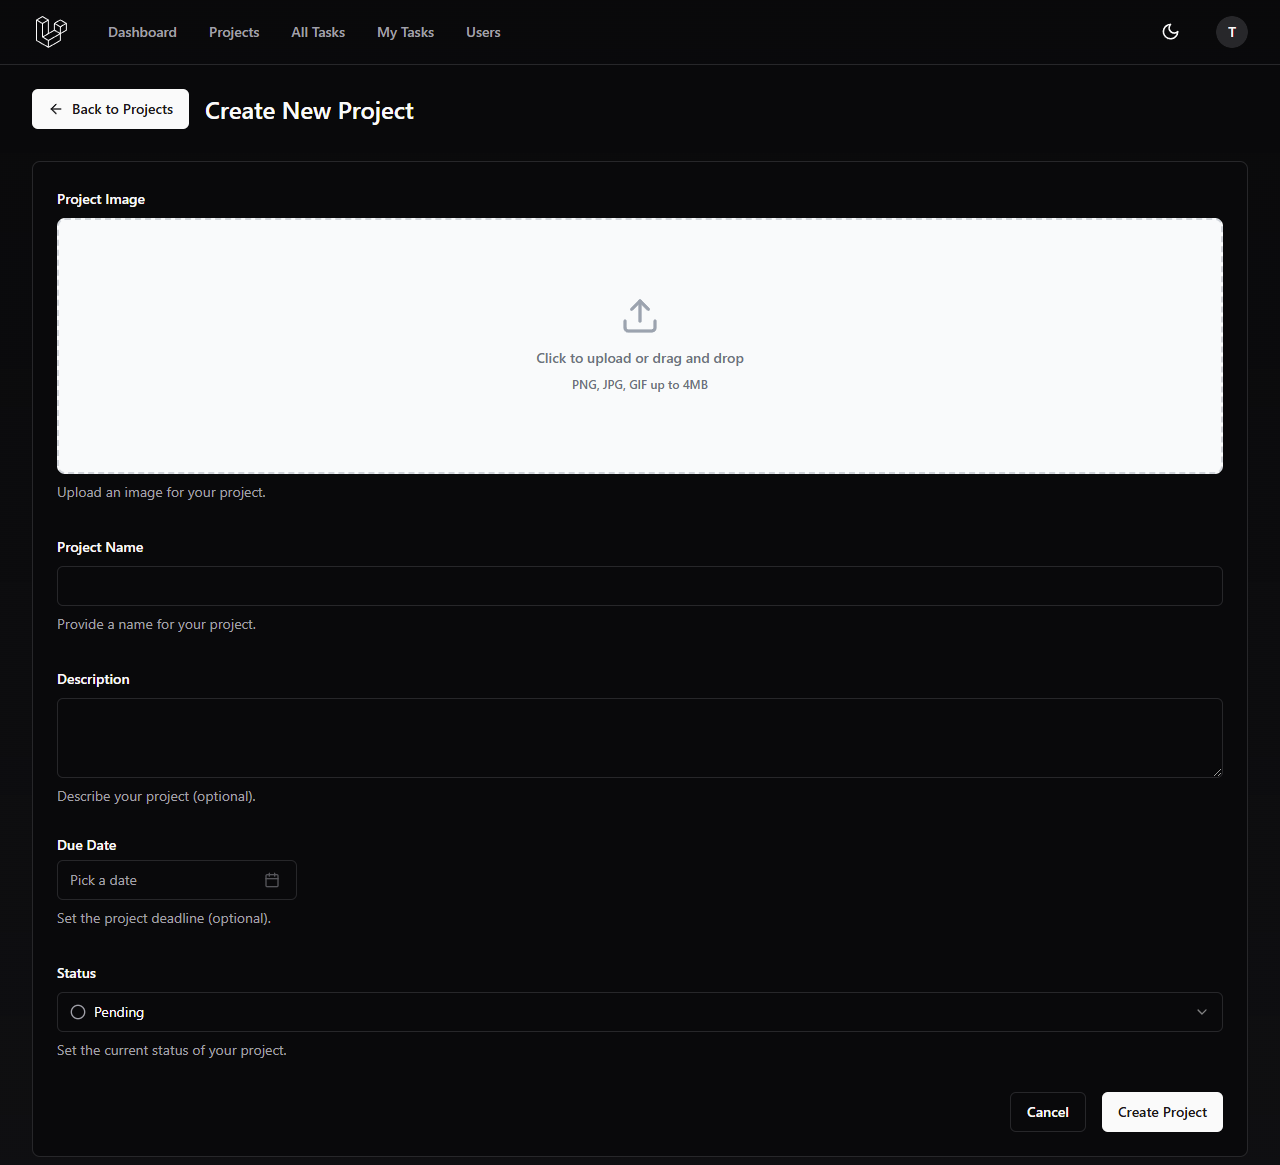 Dashboard Projects All Tasks My Tasks Users T
Back to Projects Create New Project
Project Image
Click to upload or drag and drop
PNG, JPG, GIF up to 4MB
Upload an image for your project.
Project Name
Provide a name for your project.
Description
Describe your project (optional).
Due Date
Pick a date
Set the project deadline (optional).
Status
Pending
Set the current status of your project.
Cancel Create Project